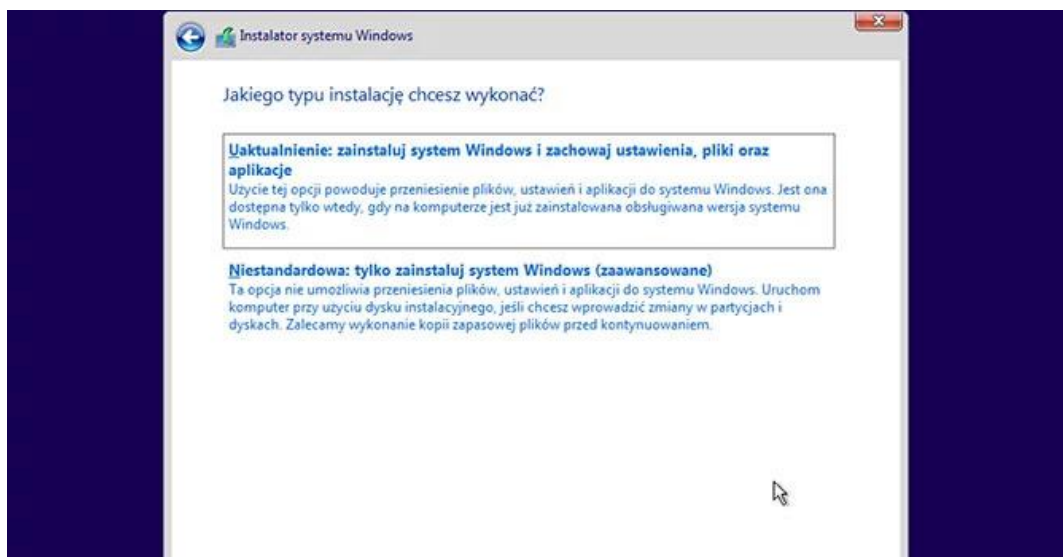 Instalator systemu Windows
Jakiego typu instalację chcesz wykonać?
Uaktualnienie: zainstaluj system Windows i zachowaj ustawienia, pliki oraz
aplikacje
Użycie tej opcji powoduje przeniesienie plików, ustawień i aplikacji do systemu Windows. Jest ona
dostępna tylko wtedy, gdy na komputerze jest już zainstalowana obsługiwana wersja systemu
Windows.
Niestandardowa: tylko zainstaluj system Windows (zaawansowane)
Ta opcja nie umożliwia przeniesienia plików, ustawień i aplikacji do systemu Windows. Uruchom
komputer przy użyciu dysku instalacyjnego, jeśli chcesz wprowadzić zmiany w partycjach i
dyskach. Zalecamy wykonanie kopii zapasowej plików przed kontynuowaniem.